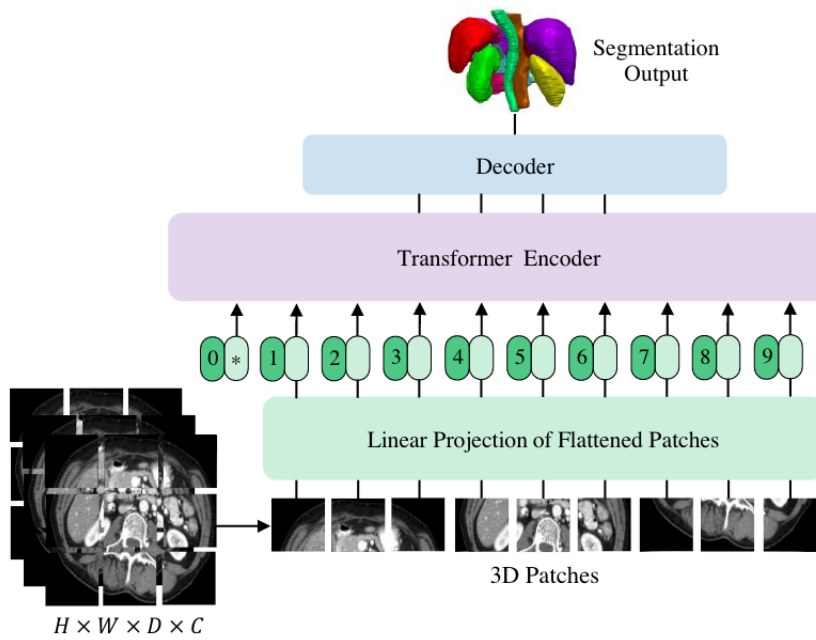 Segmentation
Output
Decoder
Transformer Encoder
0 * 1 2 3 4 5 6 7 8 9
Linear Projection of Flattened Patches
3D Patches
H × W × D × C